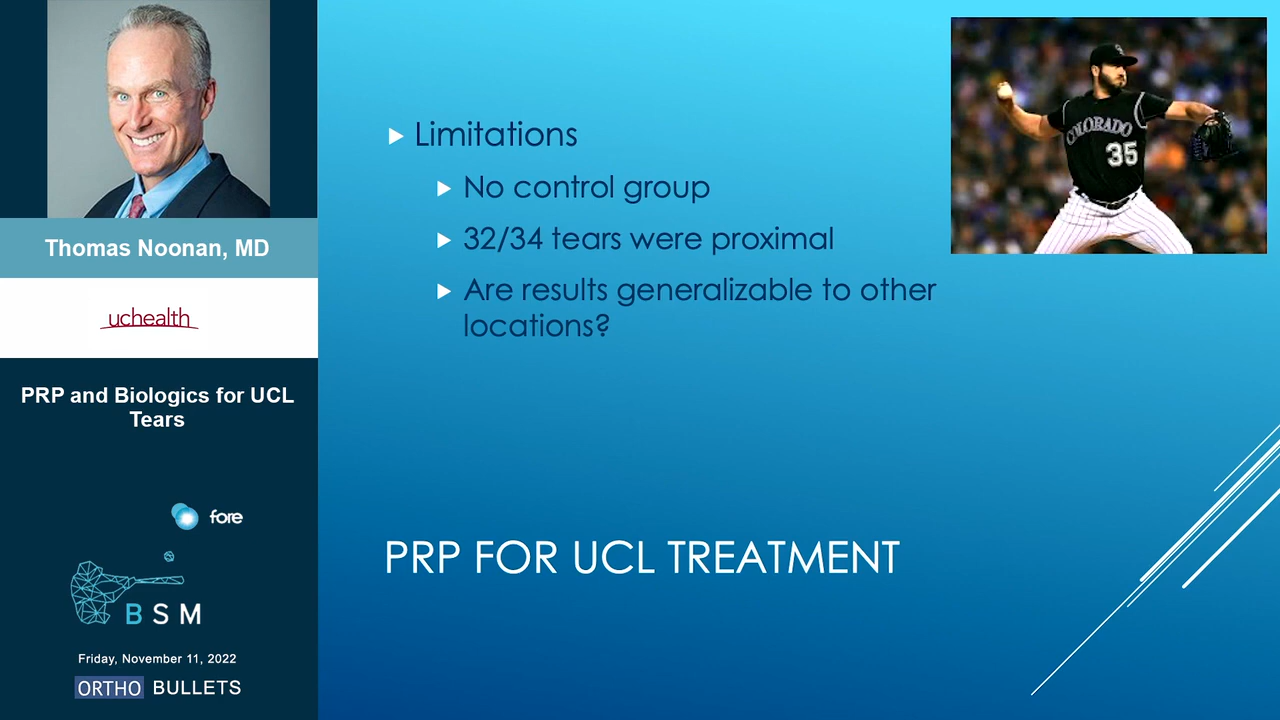 Thomas Noonan, MD
uchealth
PRP and Biologics for UCL
Tears
fore
BSM
Friday, November 11, 2022
ORTHO BULLETS
Limitations
No control group
32/34 tears were proximal
Are results generalizable to other
locations?
PRP FOR UCL TREATMENT
COLORADO
35